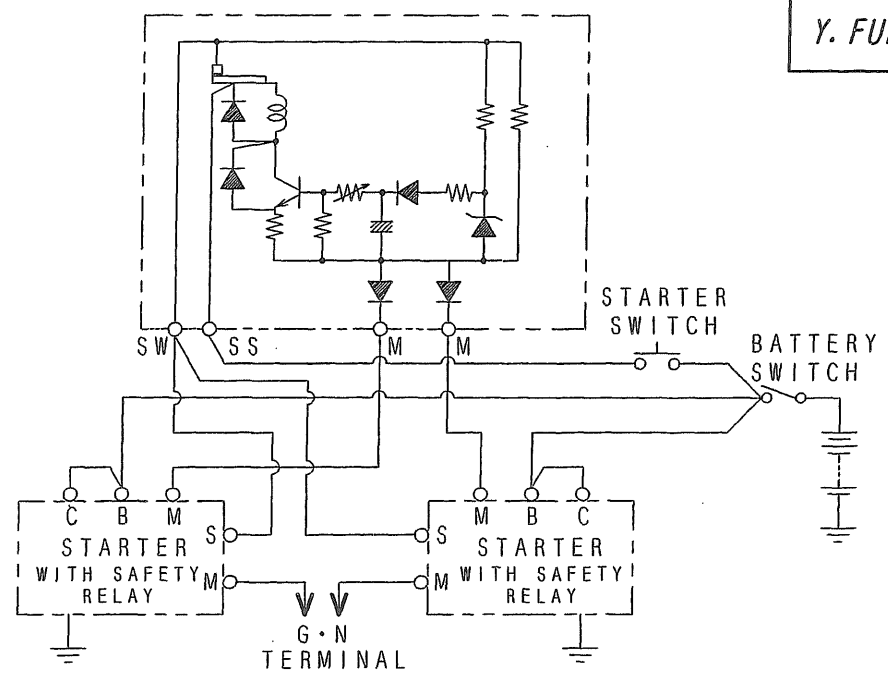 Y. FU
STARTER
SWITCH
BATTERY
SWITCH
SW
SS
M
M
C
B
M
S
STARTER
WITH SAFETY
RELAY
M
M
B
C
S
STARTER
WITH SAFETY
RELAY
M
G・N
TERMINAL